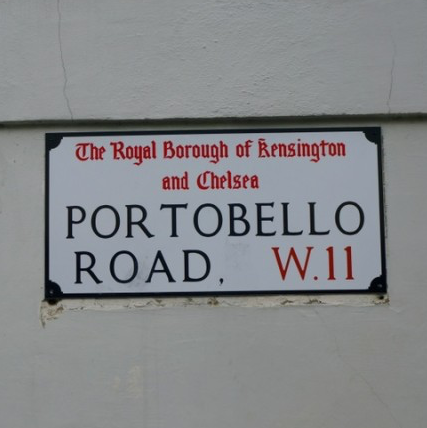 The Royal Borough of Kensington
and Chelsea
PORTOBELLO
ROAD, W.11